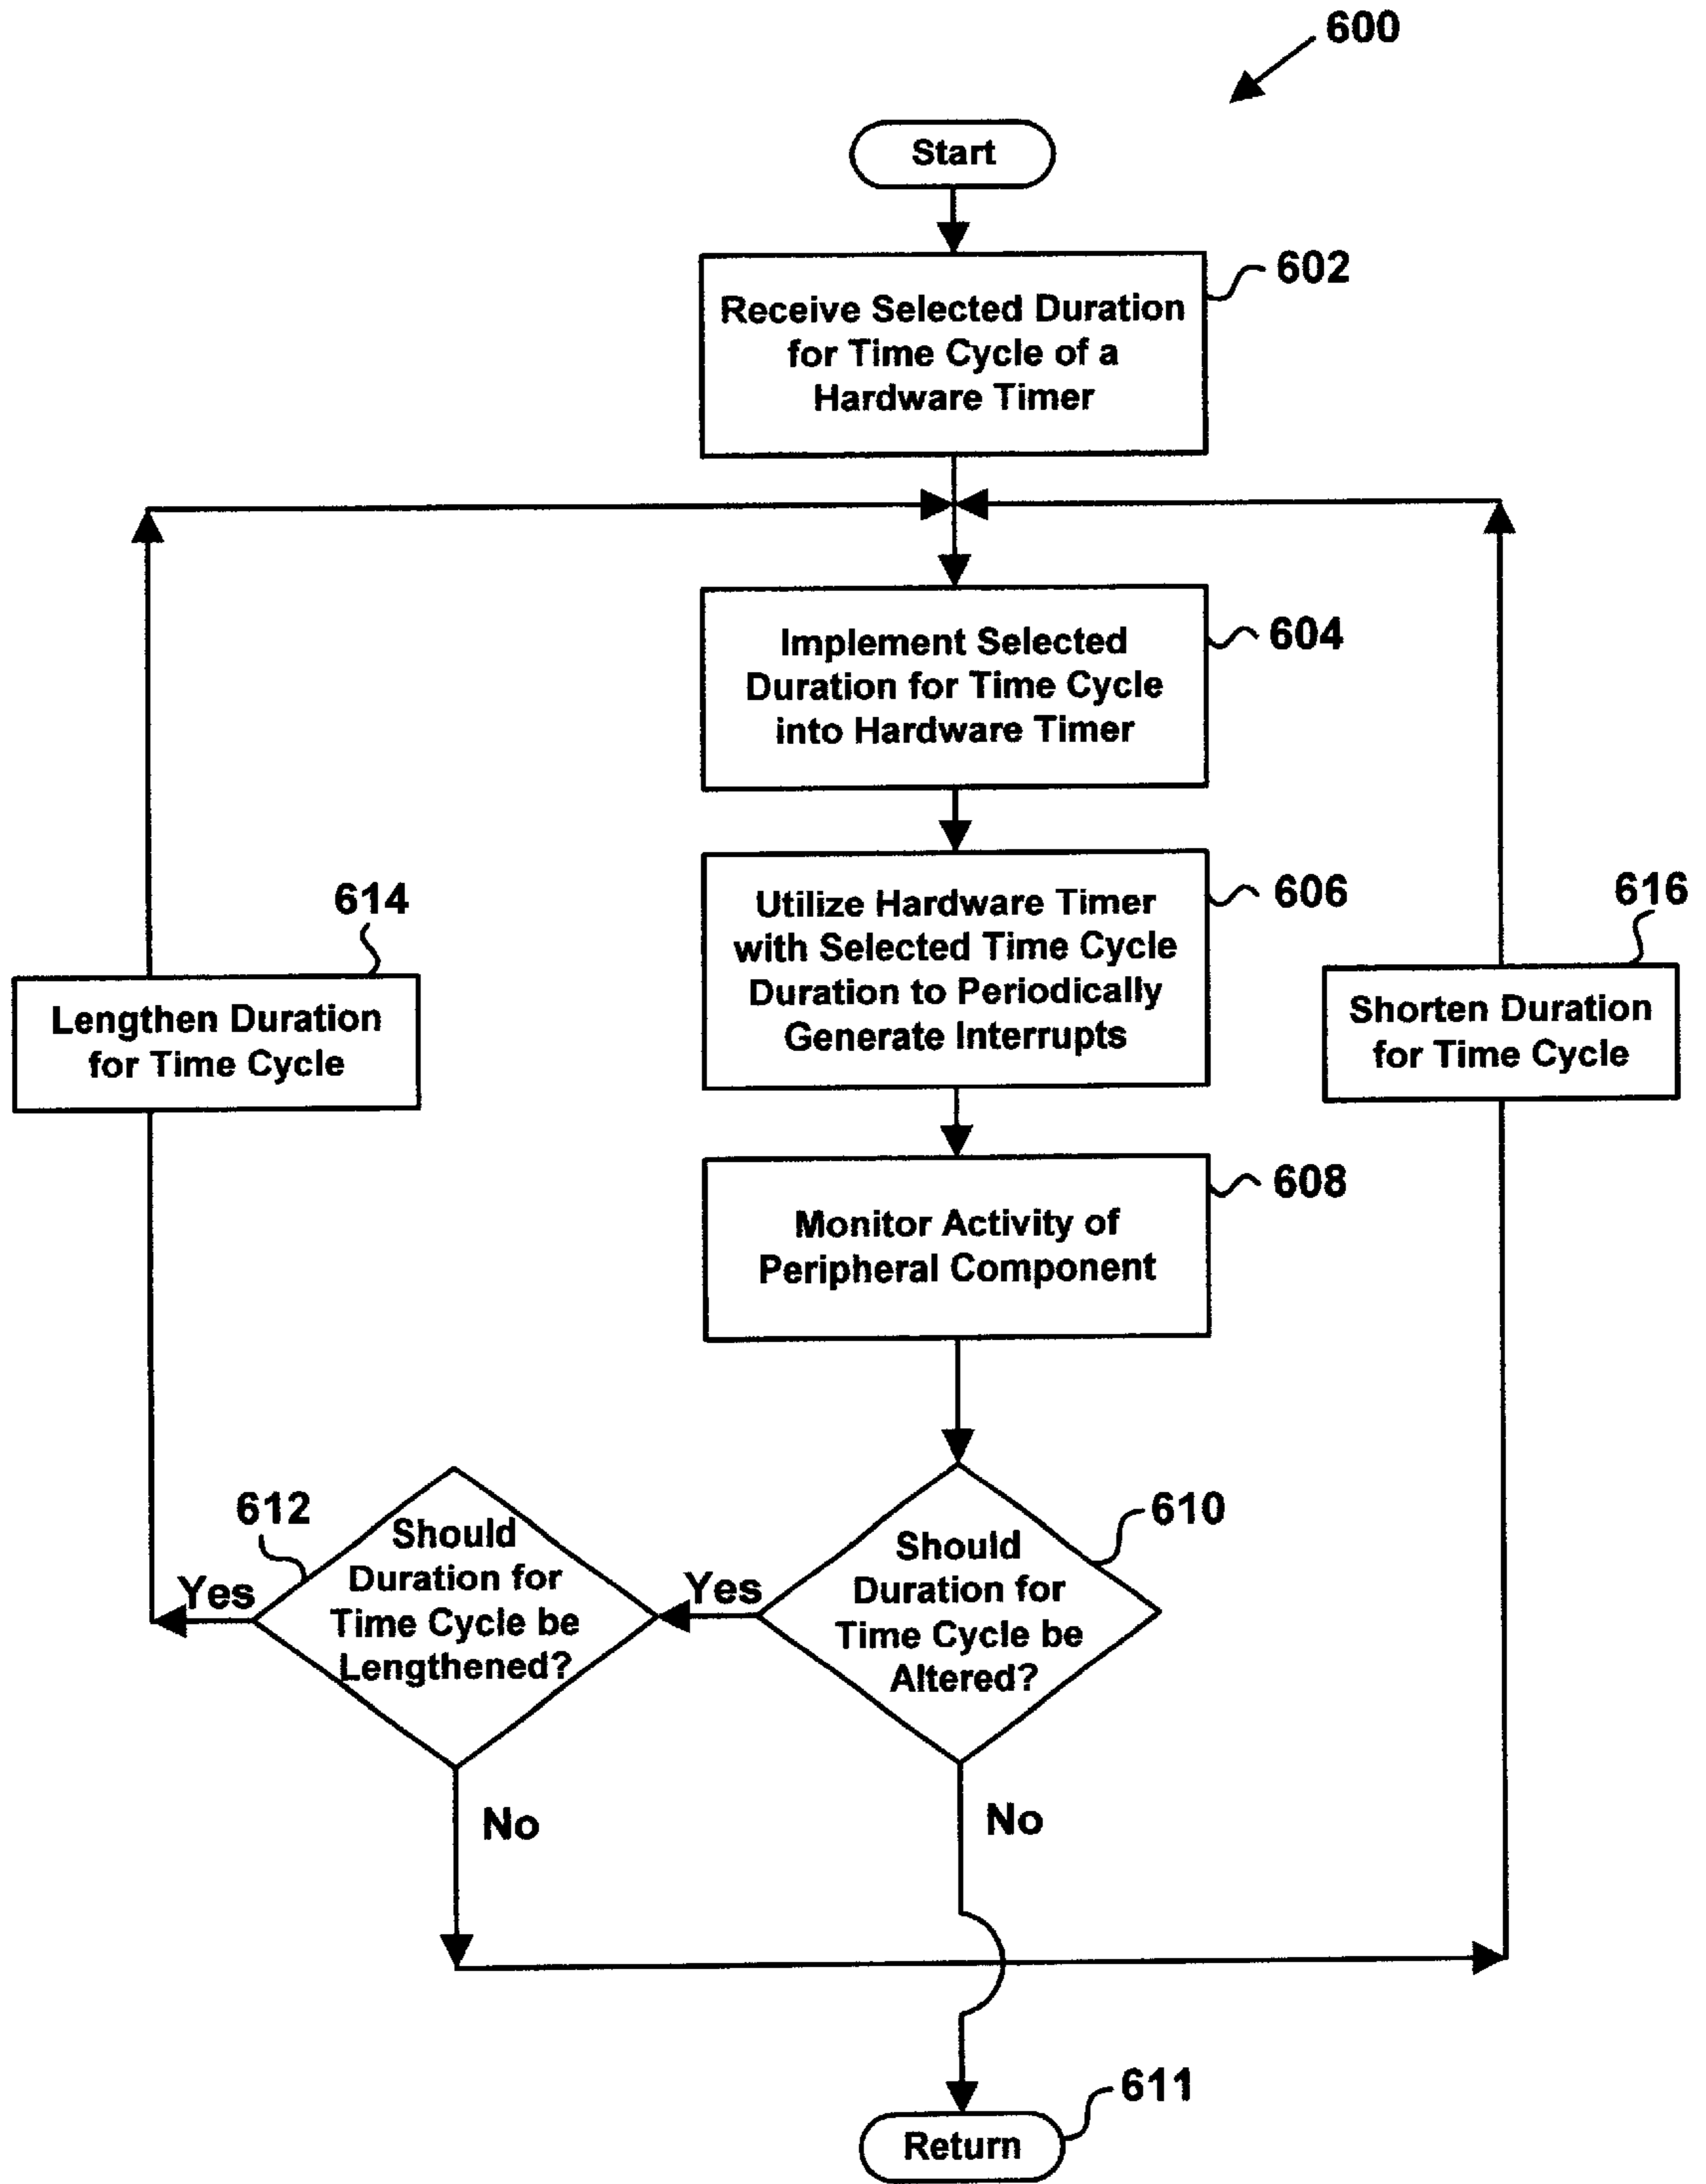 600
Start
602
Receive Selected Duration
for Time Cycle of a
Hardware Timer
604
Implement Selected
Duration for Time Cycle
into Hardware Timer
606
Utilize Hardware Timer
with Selected Time Cycle
Duration to Periodically
Generate Interrupts
614
Lengthen Duration
for Time Cycle
616
Shorten Duration
for Time Cycle
608
Monitor Activity of
Peripheral Component
610
Should
Duration for
Time Cycle be
Altered?
Yes
No
612
Should
Duration for
Time Cycle be
Lengthened?
Yes
No
611
Return